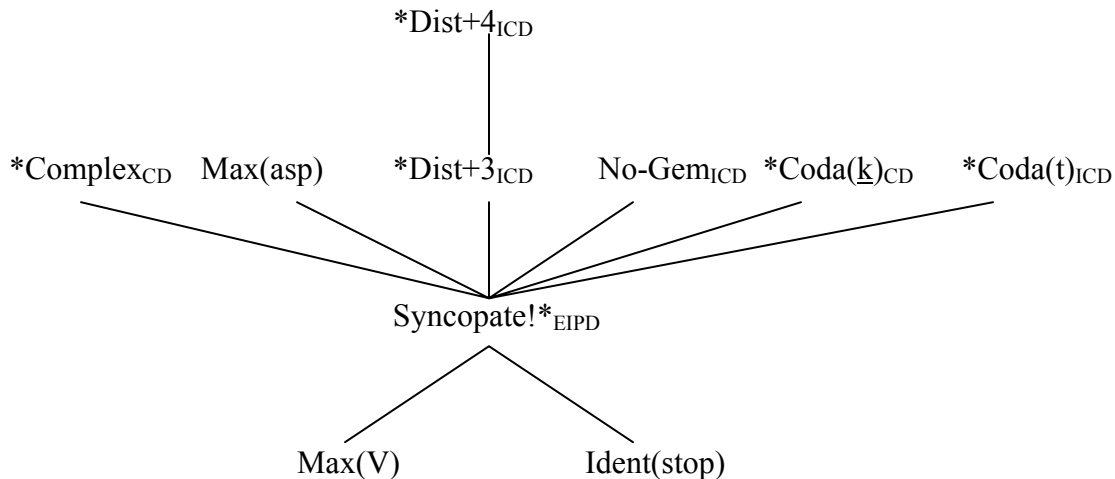 *Dist+4ICD
*ComplexCD Max(asp) *Dist+3ICD No-GemICD *Coda(k)CD *Coda(t)ICD
Syncopate!*EIPD
Max(V) Ident(stop)